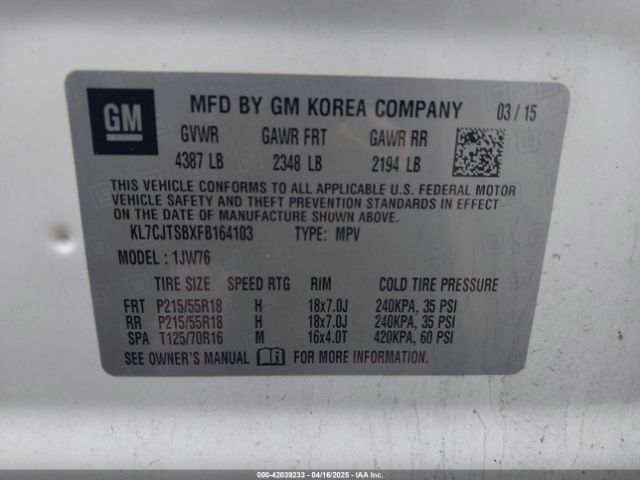 GM MFD BY GM KOREA COMPANY 03 / 15
GVWR GAWR FRT GAWR RR
4387 LB 2348 LB 2194 LB
THIS VEHICLE CONFORMS TO ALL APPLICABLE U.S. FEDERAL MOTOR
VEHICLE SAFETY AND THEFT PREVENTION STANDARDS IN EFFECT
ON THE DATE OF MANUFACTURE SHOWN ABOVE.
KL7CJTSBXFB164103 TYPE: MPV
MODEL : 1JW76
TIRE SIZE SPEED RTG RIM COLD TIRE PRESSURE
FRT P215/55R18 H 18x7.0J 240KPA, 35 PSI
RR P215/55R18 H 18x7.0J 240KPA, 35 PSI
SPA T125/70R16 M 16x4.0T 420KPA, 60 PSI
SEE OWNER'S MANUAL FOR MORE INFORMATION.
000-42039233 - 04/16/2025 - IAAI.COM